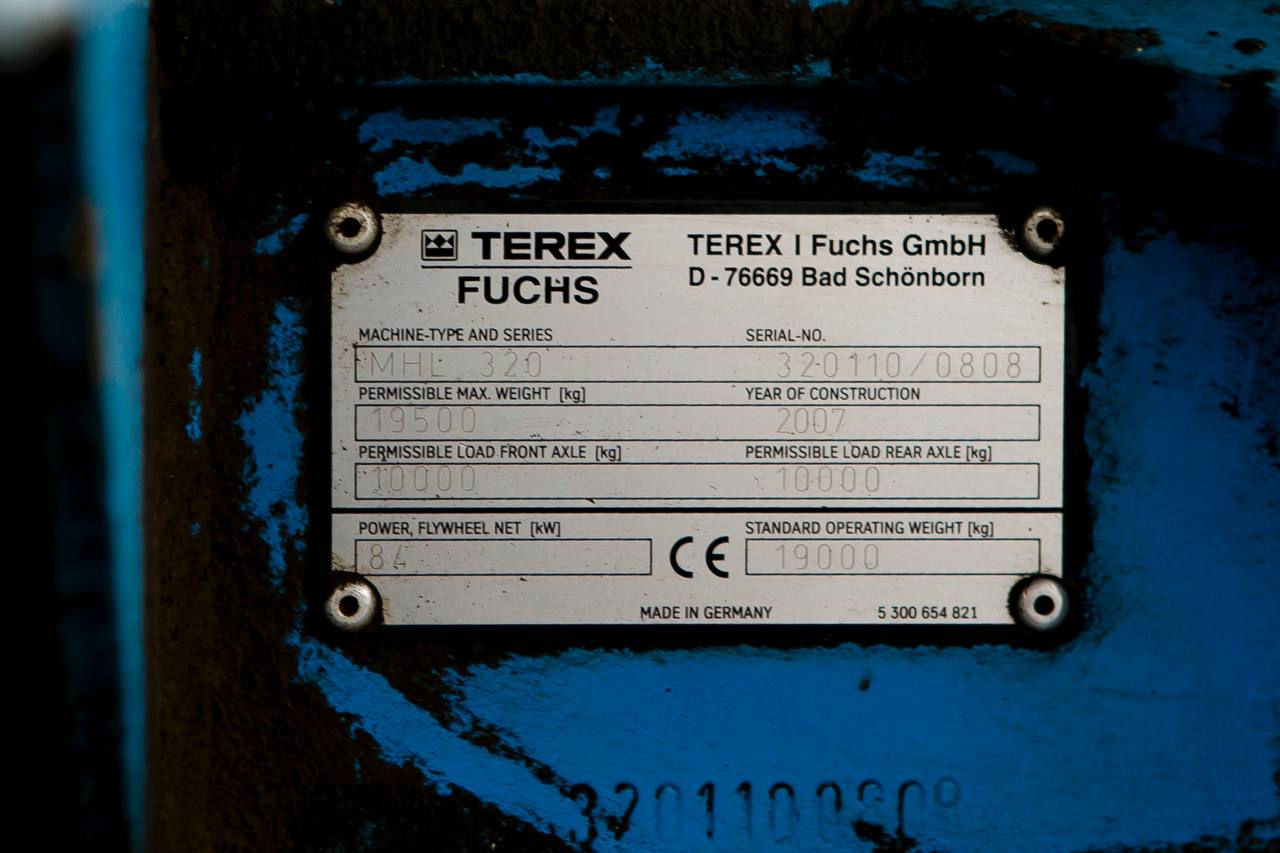 TEREX
FUCHS
TEREX | Fuchs GmbH
D - 76669 Bad Schönborn
MACHINE-TYPE AND SERIES SERIAL-NO.
MHL 320 320110/0808
PERMISSIBLE MAX. WEIGHT [kg] YEAR OF CONSTRUCTION
19500 2007
PERMISSIBLE LOAD FRONT AXLE [kg] PERMISSIBLE LOAD REAR AXLE [kg]
10000 10000
POWER, FLYWHEEL NET [kW] STANDARD OPERATING WEIGHT [kg]
84 CE 19000
MADE IN GERMANY 5 300 654 821
3201100808